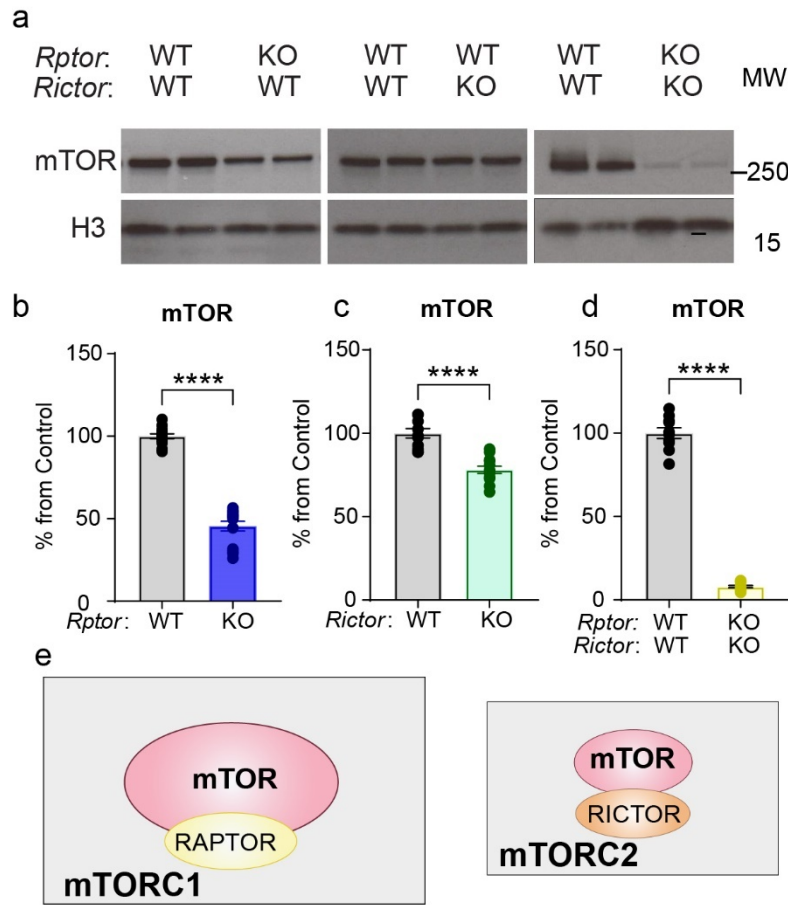 a
Rptor: WT KO WT WT WT KO
Rictor: WT WT WT KO WT KO
MW
mTOR
250
H3
15
b mTOR
c mTOR
d mTOR
% from Control
150
100
50
0
****
Rptor: WT KO
% from Control
150
100
50
0
****
Rictor: WT KO
% from Control
150
100
50
0
****
Rptor: WT KO
Rictor: WT KO
e
mTOR
RAPTOR
mTORC1
mTOR
RICTOR
mTORC2